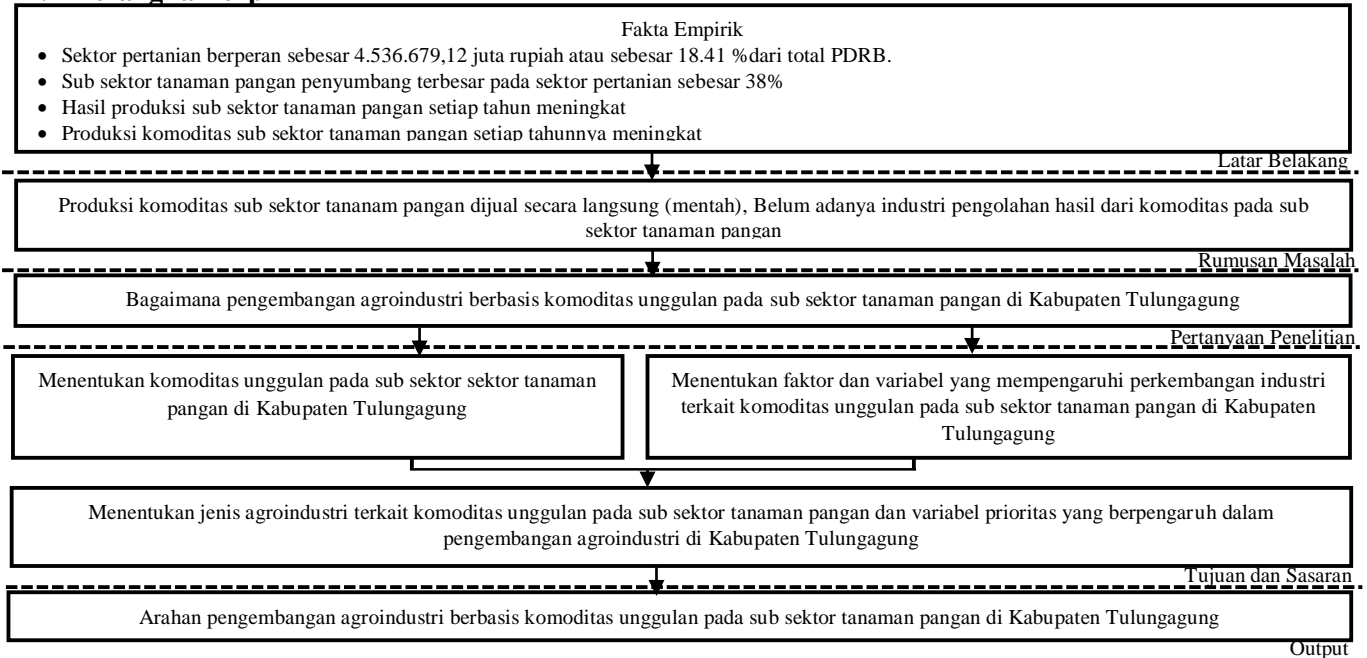 Fakta Empirik
• Sektor pertanian berperan sebesar 4.536.679,12 juta rupiah atau sebesar 18.41 %dari total PDRB.
• Sub sektor tanaman pangan penyumbang terbesar pada sektor pertanian sebesar 38%
• Hasil produksi sub sektor tanaman pangan setiap tahun meningkat
• Produksi komoditas sub sektor tanaman pangan setiap tahunnya meningkat
Latar Belakang
Produksi komoditas sub sektor tananam pangan dijual secara langsung (mentah), Belum adanya industri pengolahan hasil dari komoditas pada sub
sektor tanaman pangan
Rumusan Masalah
Bagaimana pengembangan agroindustri berbasis komoditas unggulan pada sub sektor tanaman pangan di Kabupaten Tulungagung
Pertanyaan Penelitian
Menentukan komoditas unggulan pada sub sektor sektor tanaman
pangan di Kabupaten Tulungagung
Menentukan faktor dan variabel yang mempengaruhi perkembangan industri
terkait komoditas unggulan pada sub sektor tanaman pangan di Kabupaten
Tulungagung
Menentukan jenis agroindustri terkait komoditas unggulan pada sub sektor tanaman pangan dan variabel prioritas yang berpengaruh dalam
pengembangan agroindustri di Kabupaten Tulungagung
Tujuan dan Sasaran
Arahan pengembangan agroindustri berbasis komoditas unggulan pada sub sektor tanaman pangan di Kabupaten Tulungagung
Output